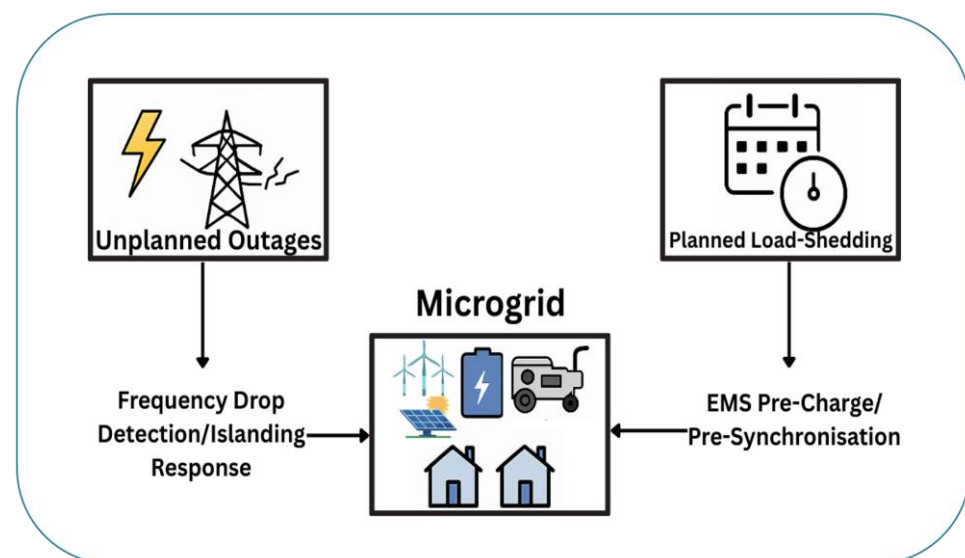 Unplanned Outages
Planned Load-Shedding
Microgrid
Frequency Drop
Detection/Islanding
Response
EMS Pre-Charge/
Pre-Synchronisation